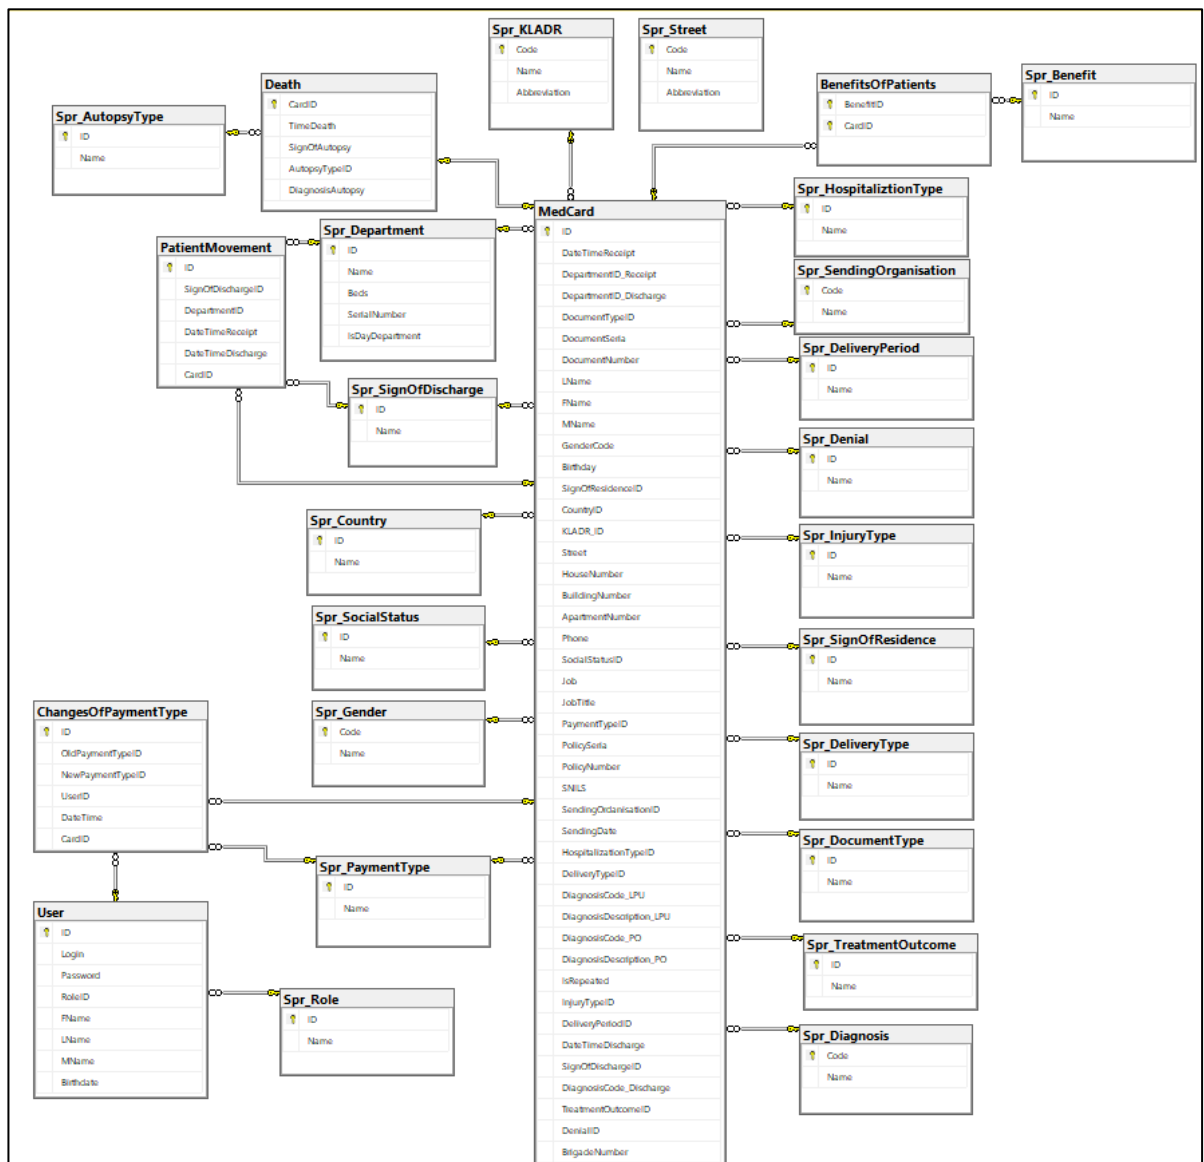 Spr_KLADR
Code
Name
Abbreviation
Spr_Street
Code
Name
Abbreviation
Death
CardID
TimeDeath
SignOfAutopsy
AutopsyTypeID
DiagnosisAutopsy
BenefitsOfPatients
BenefitID
CardID
Spr_Benefit
ID
Name
Spr_AutopsyType
ID
Name
Spr_HospitaliztionType
ID
Name
MedCard
ID
DateTimeReceipt
DepartmentID_Receipt
DepartmentID_Discharge
DocumentTypeID
DocumentSeria
DocumentNumber
LName
FName
MName
GenderCode
Birthday
SignOfResidenceID
CountryID
KLADR_ID
Street
HouseNumber
BuildingNumber
ApartmentNumber
Phone
SocialStatusID
Job
JobTitle
PaymentTypeID
PolicySeria
PolicyNumber
SNILS
SendingOrdanisationID
SendingDate
HospitalizationTypeID
DeliveryTypeID
DiagnosisCode_LPU
DiagnosisDescription_LPU
DiagnosisCode_PO
DiagnosisDescription_PO
IsRepeated
InjuryTypeID
DeliveryPeriodID
DateTimeDischarge
SignOfDischargeID
DiagnosisCode_Discharge
TreatmentOutcomeID
DenialID
BrigadeNumber
Spr_Department
ID
Name
Beds
SerialNumber
IsDayDepartment
PatientMovement
ID
SignOfDischargeID
DepartmentID
DateTimeReceipt
DateTimeDischarge
CardID
Spr_SendingOrganisation
Code
Name
Spr_DeliveryPeriod
ID
Name
Spr_SignOfDischarge
ID
Name
Spr_Denial
ID
Name
Spr_Country
ID
Name
Spr_InjuryType
ID
Name
Spr_SocialStatus
ID
Name
Spr_SignOfResidence
ID
Name
ChangesOfPaymentType
ID
OldPaymentTypeID
NewPaymentTypeID
UserID
DateTime
CardID
Spr_Gender
Code
Name
Spr_DeliveryType
ID
Name
Spr_PaymentType
ID
Name
Spr_DocumentType
ID
Name
User
ID
Login
Password
RoleID
FName
LName
MName
Birthdate
Spr_Role
ID
Name
Spr_TreatmentOutcome
ID
Name
Spr_Diagnosis
Code
Name